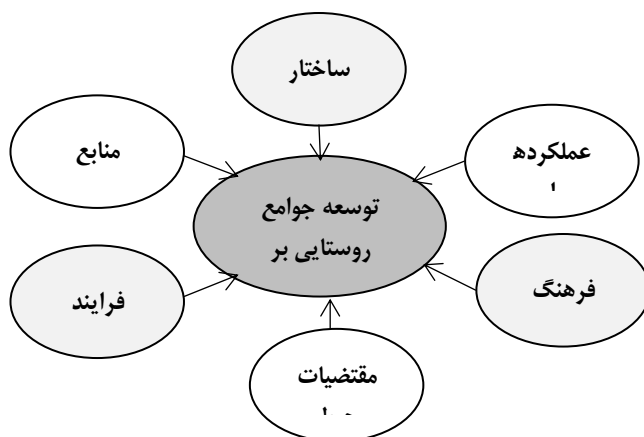 ساختار
عملکرده
منابع
توسعه جوامع
روستایی بر
فرهنگ
فرایند
مقتضیات